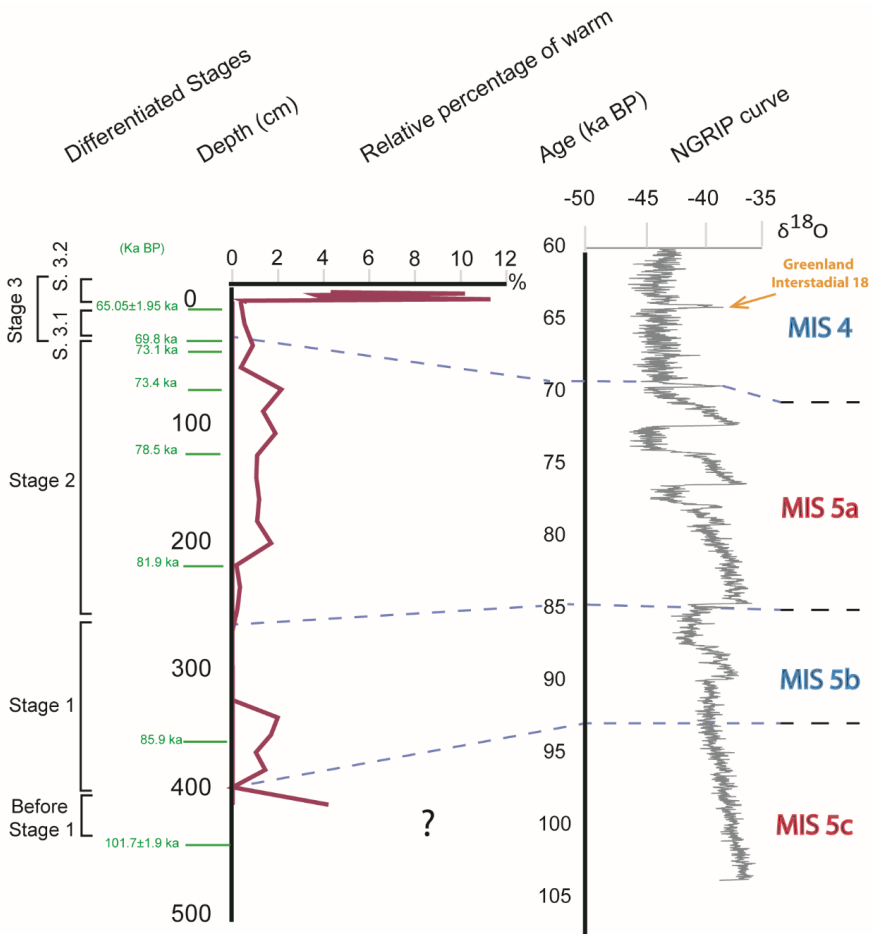 Differentiated Stages
Depth (cm)
Relative percentage of warm
Age (ka BP)
NGRIP curve
-50 -45 -40 -35
δ18O
(Ka BP)
0 2 4 6 8 10 12
%
Stage 3
S. 3.2
S. 3.1
S.
Stage 2
Stage 1
Before
Stage 1
65.05±1.95 ka
69.8 ka
73.1 ka
73.4 ka
78.5 ka
81.9 ka
85.9 ka
101.7±1.9 ka
0
100
200
300
400
500
?
60
65
70
75
80
85
90
95
100
105
Greenland
Interstadial 18
MIS 4
MIS 5a
MIS 5b
MIS 5c